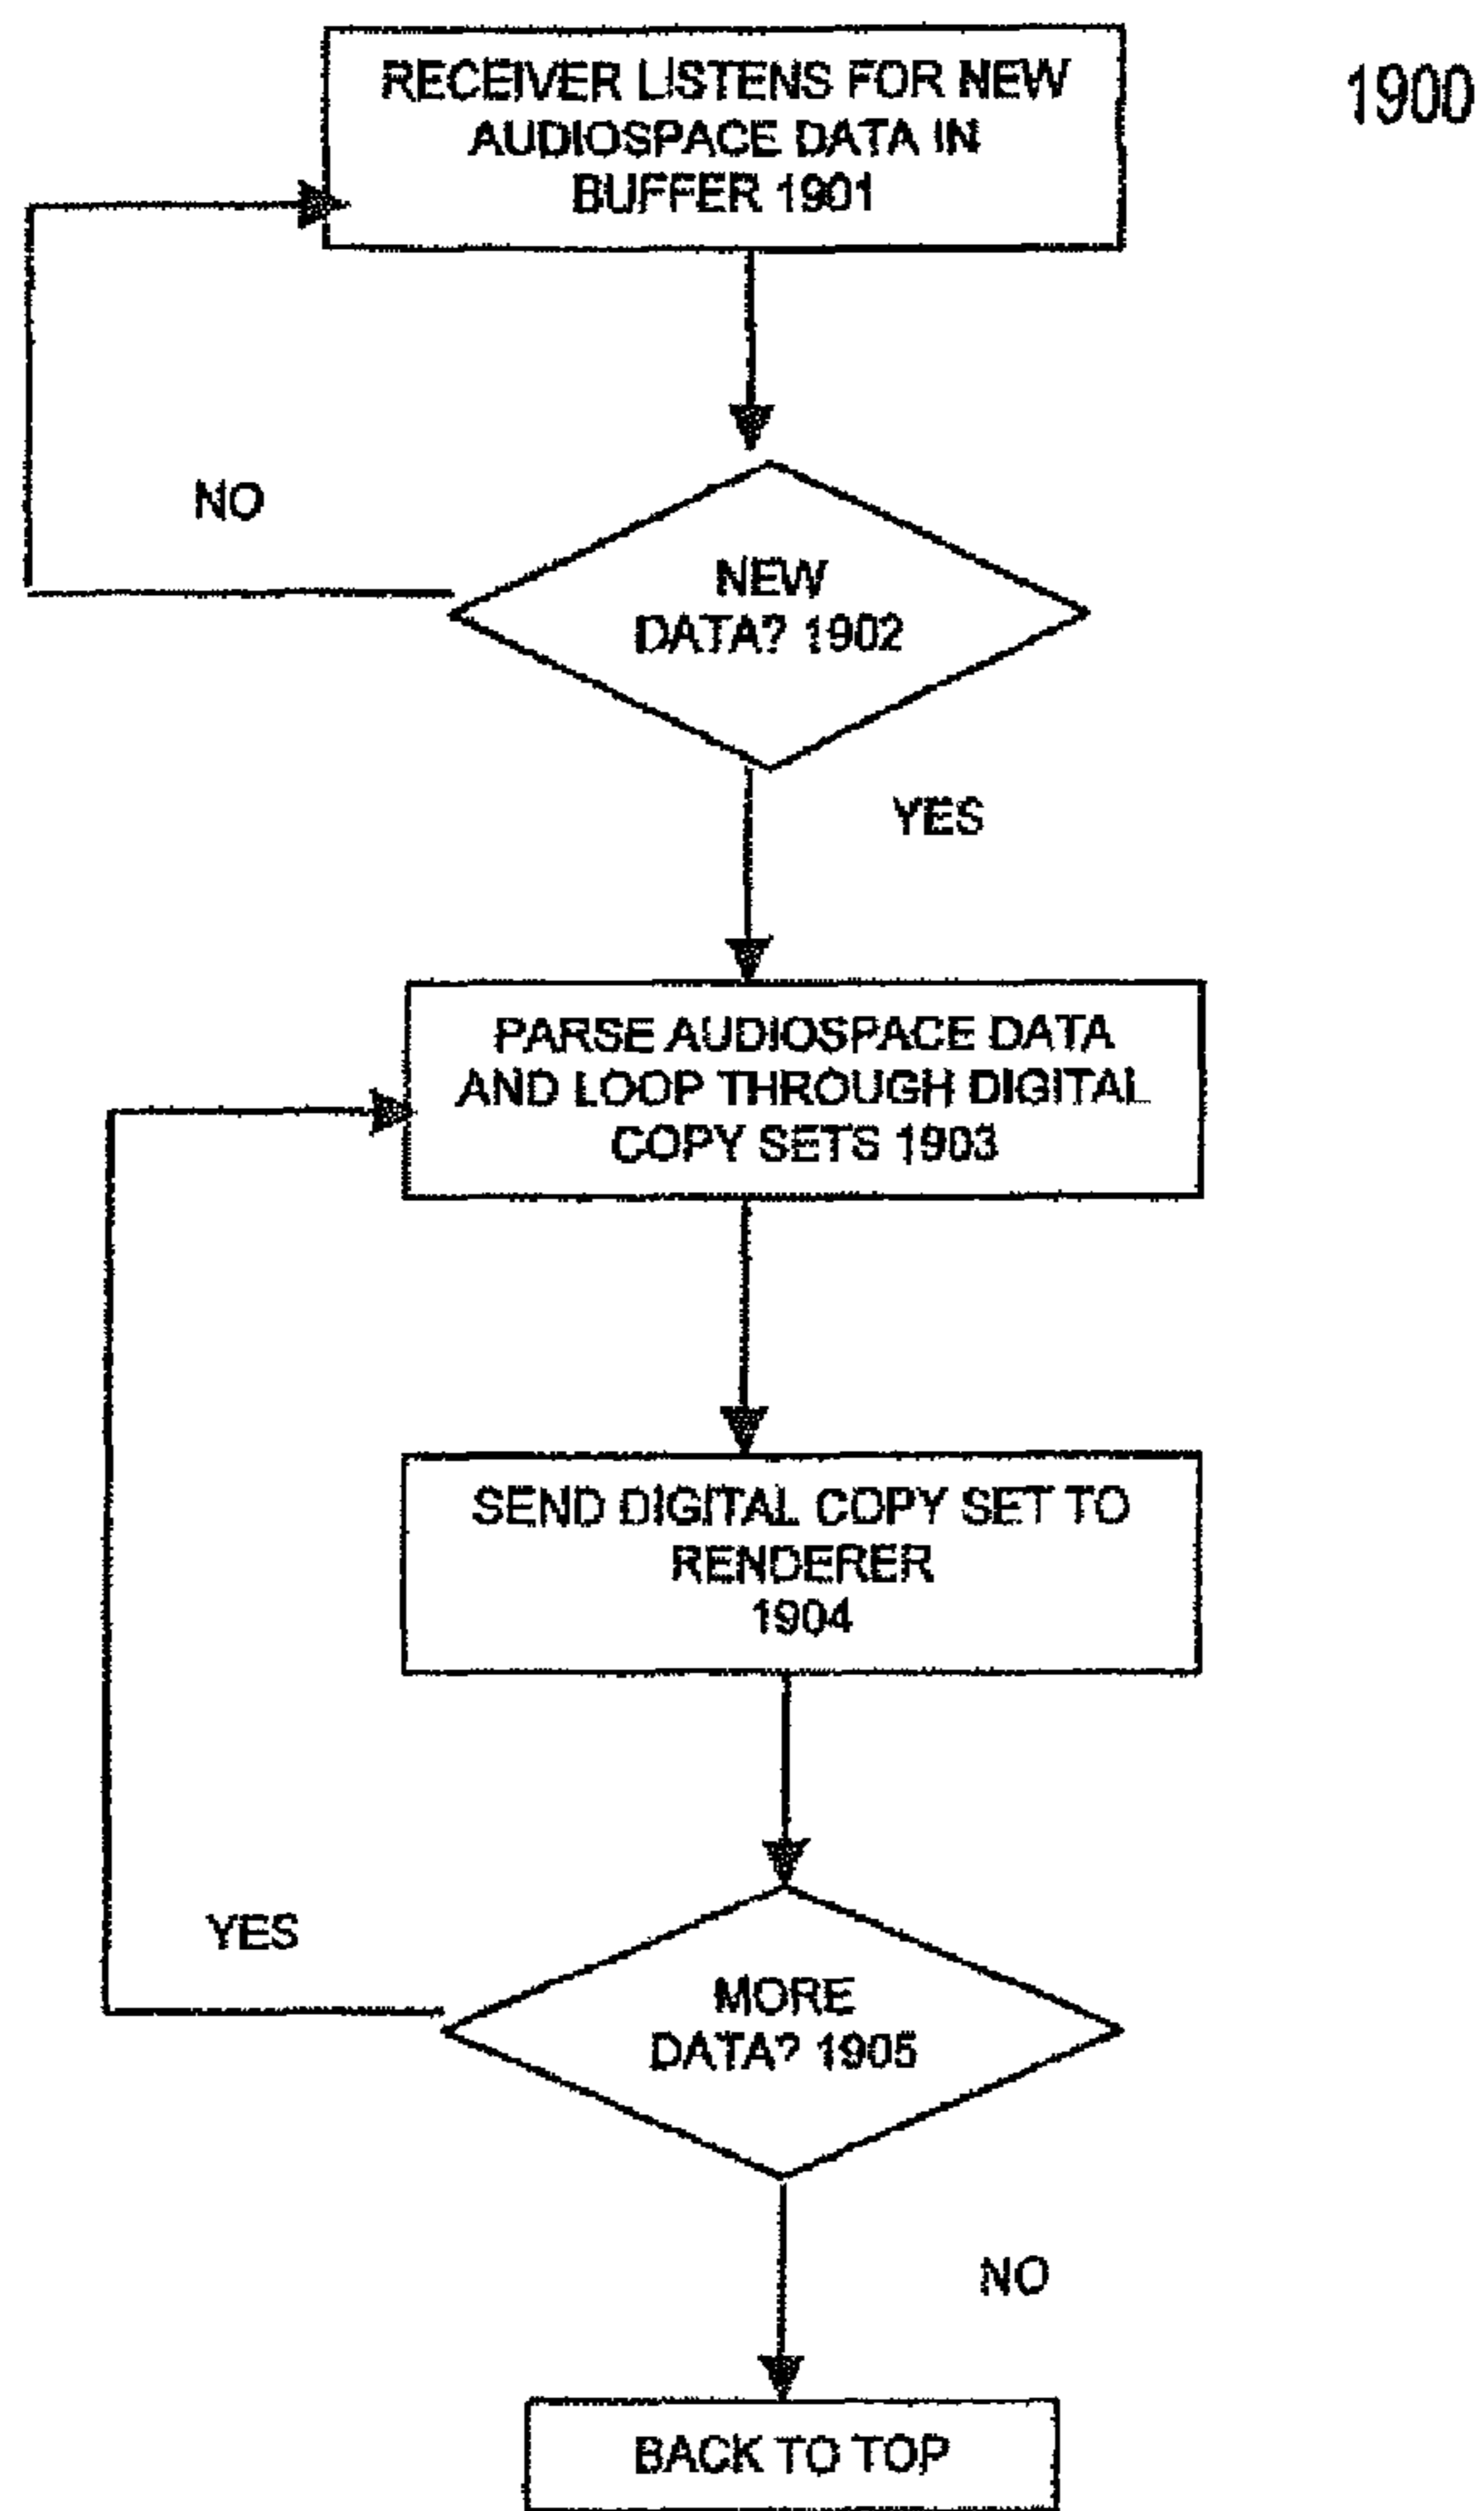 RECEIVER LISTENS FOR NEW
AUDIOSPACE DATA IN
BUFFER 1901
1900
NO
NEW
DATA? 1902
YES
PARSE AUDIOSPACE DATA
AND LOOP THROUGH DIGITAL
COPY SETS 1903
SEND DIGITAL COPY SET TO
RENDERER
1904
YES
MORE
DATA? 1905
NO
BACK TO TOP